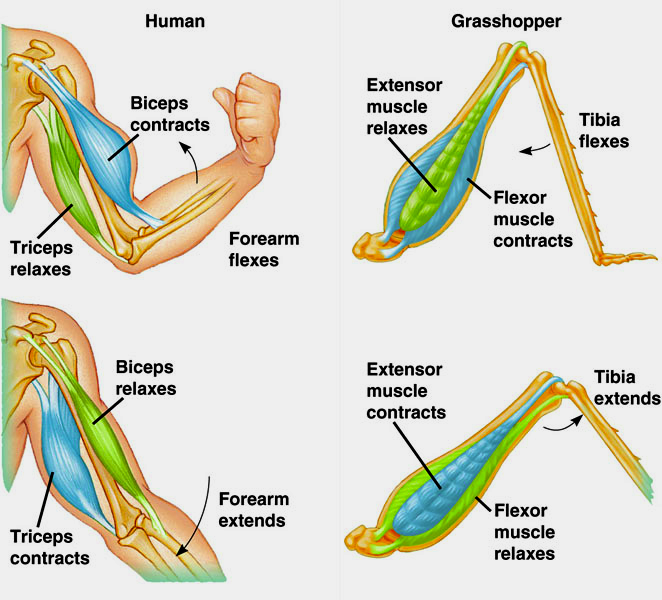 Human
Biceps
contracts
Triceps
relaxes
Forearm
flexes
Grasshopper
Extensor
muscle
relaxes
Tibia
flexes
Flexor
muscle
contracts
Biceps
relaxes
Triceps
contracts
Forearm
extends
Extensor
muscle
contracts
Tibia
extends
Flexor
muscle
relaxes